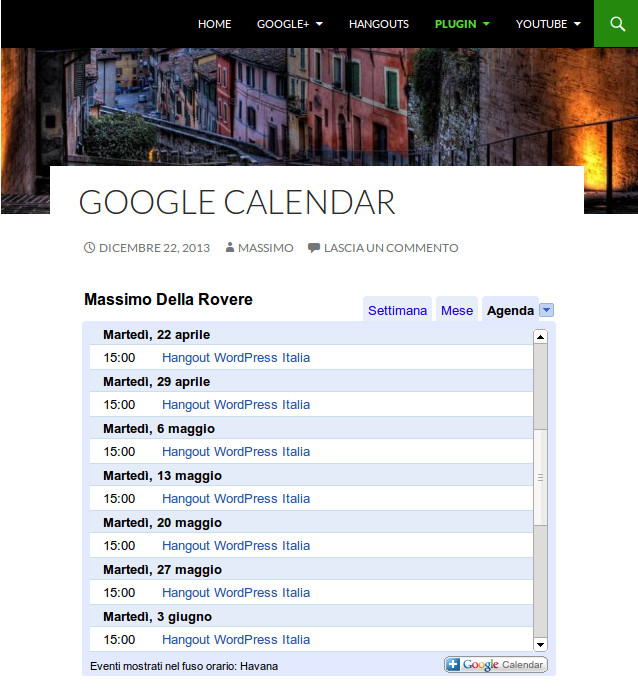 HOME GOOGLE+ HANGOUTS PLUGIN YOUTUBE
GOOGLE CALENDAR
DICEMBRE 22, 2013 MASSIMO LASCIA UN COMMENTO
Massimo Della Rovere
Settimana Mese Agenda
Martedì, 22 aprile
15:00 Hangout WordPress Italia
Martedì, 29 aprile
15:00 Hangout WordPress Italia
Martedì, 6 maggio
15:00 Hangout WordPress Italia
Martedì, 13 maggio
15:00 Hangout WordPress Italia
Martedì, 20 maggio
15:00 Hangout WordPress Italia
Martedì, 27 maggio
15:00 Hangout WordPress Italia
Martedì, 3 giugno
15:00 Hangout WordPress Italia
Eventi mostrati nel fuso orario: Havana
Google Calendar